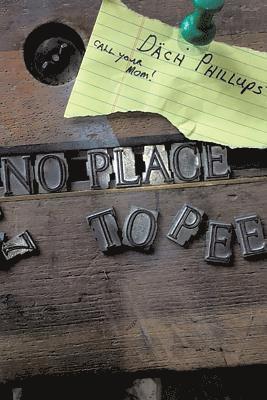 DÄCH PHILLUPS
CALL YOUR
MOM!
NO PLACE
TO PEE